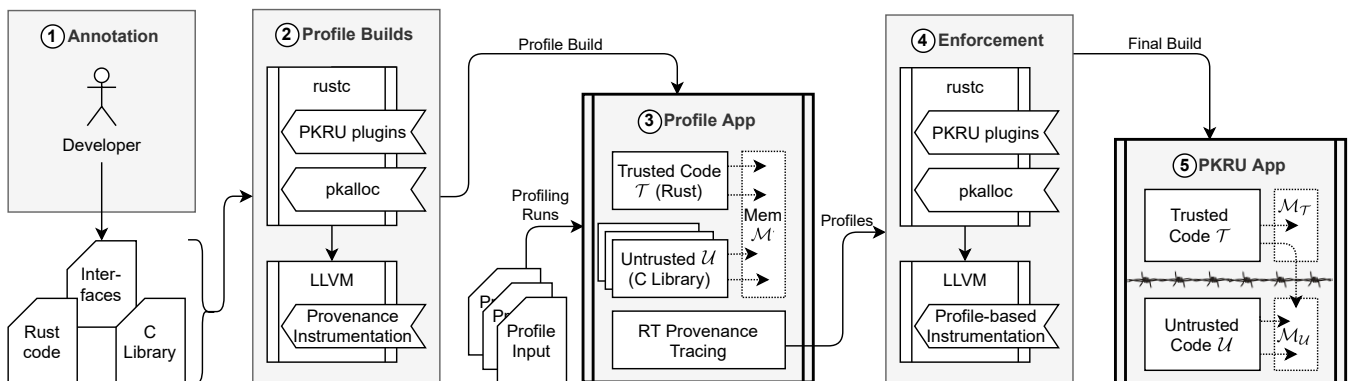 ① Annotation
Developer
Inter-
faces
Rust
code
C
Library
② Profile Builds
rustc
PKRU plugins
pkalloc
LLVM
Provenance
Instrumentation
Profile Build
Profiling
Runs
Pr
Pr
Profile
Input
③ Profile App
Trusted Code
𝒯 (Rust)
Mem
ℳ
Untrusted 𝒰
(C Library)
RT Provenance
Tracing
Profiles
④ Enforcement
rustc
PKRU plugins
pkalloc
LLVM
Profile-based
Instrumentation
Final Build
⑤ PKRU App
Trusted
Code 𝒯
ℳ𝒯
Untrusted
Code 𝒰
ℳ𝒰